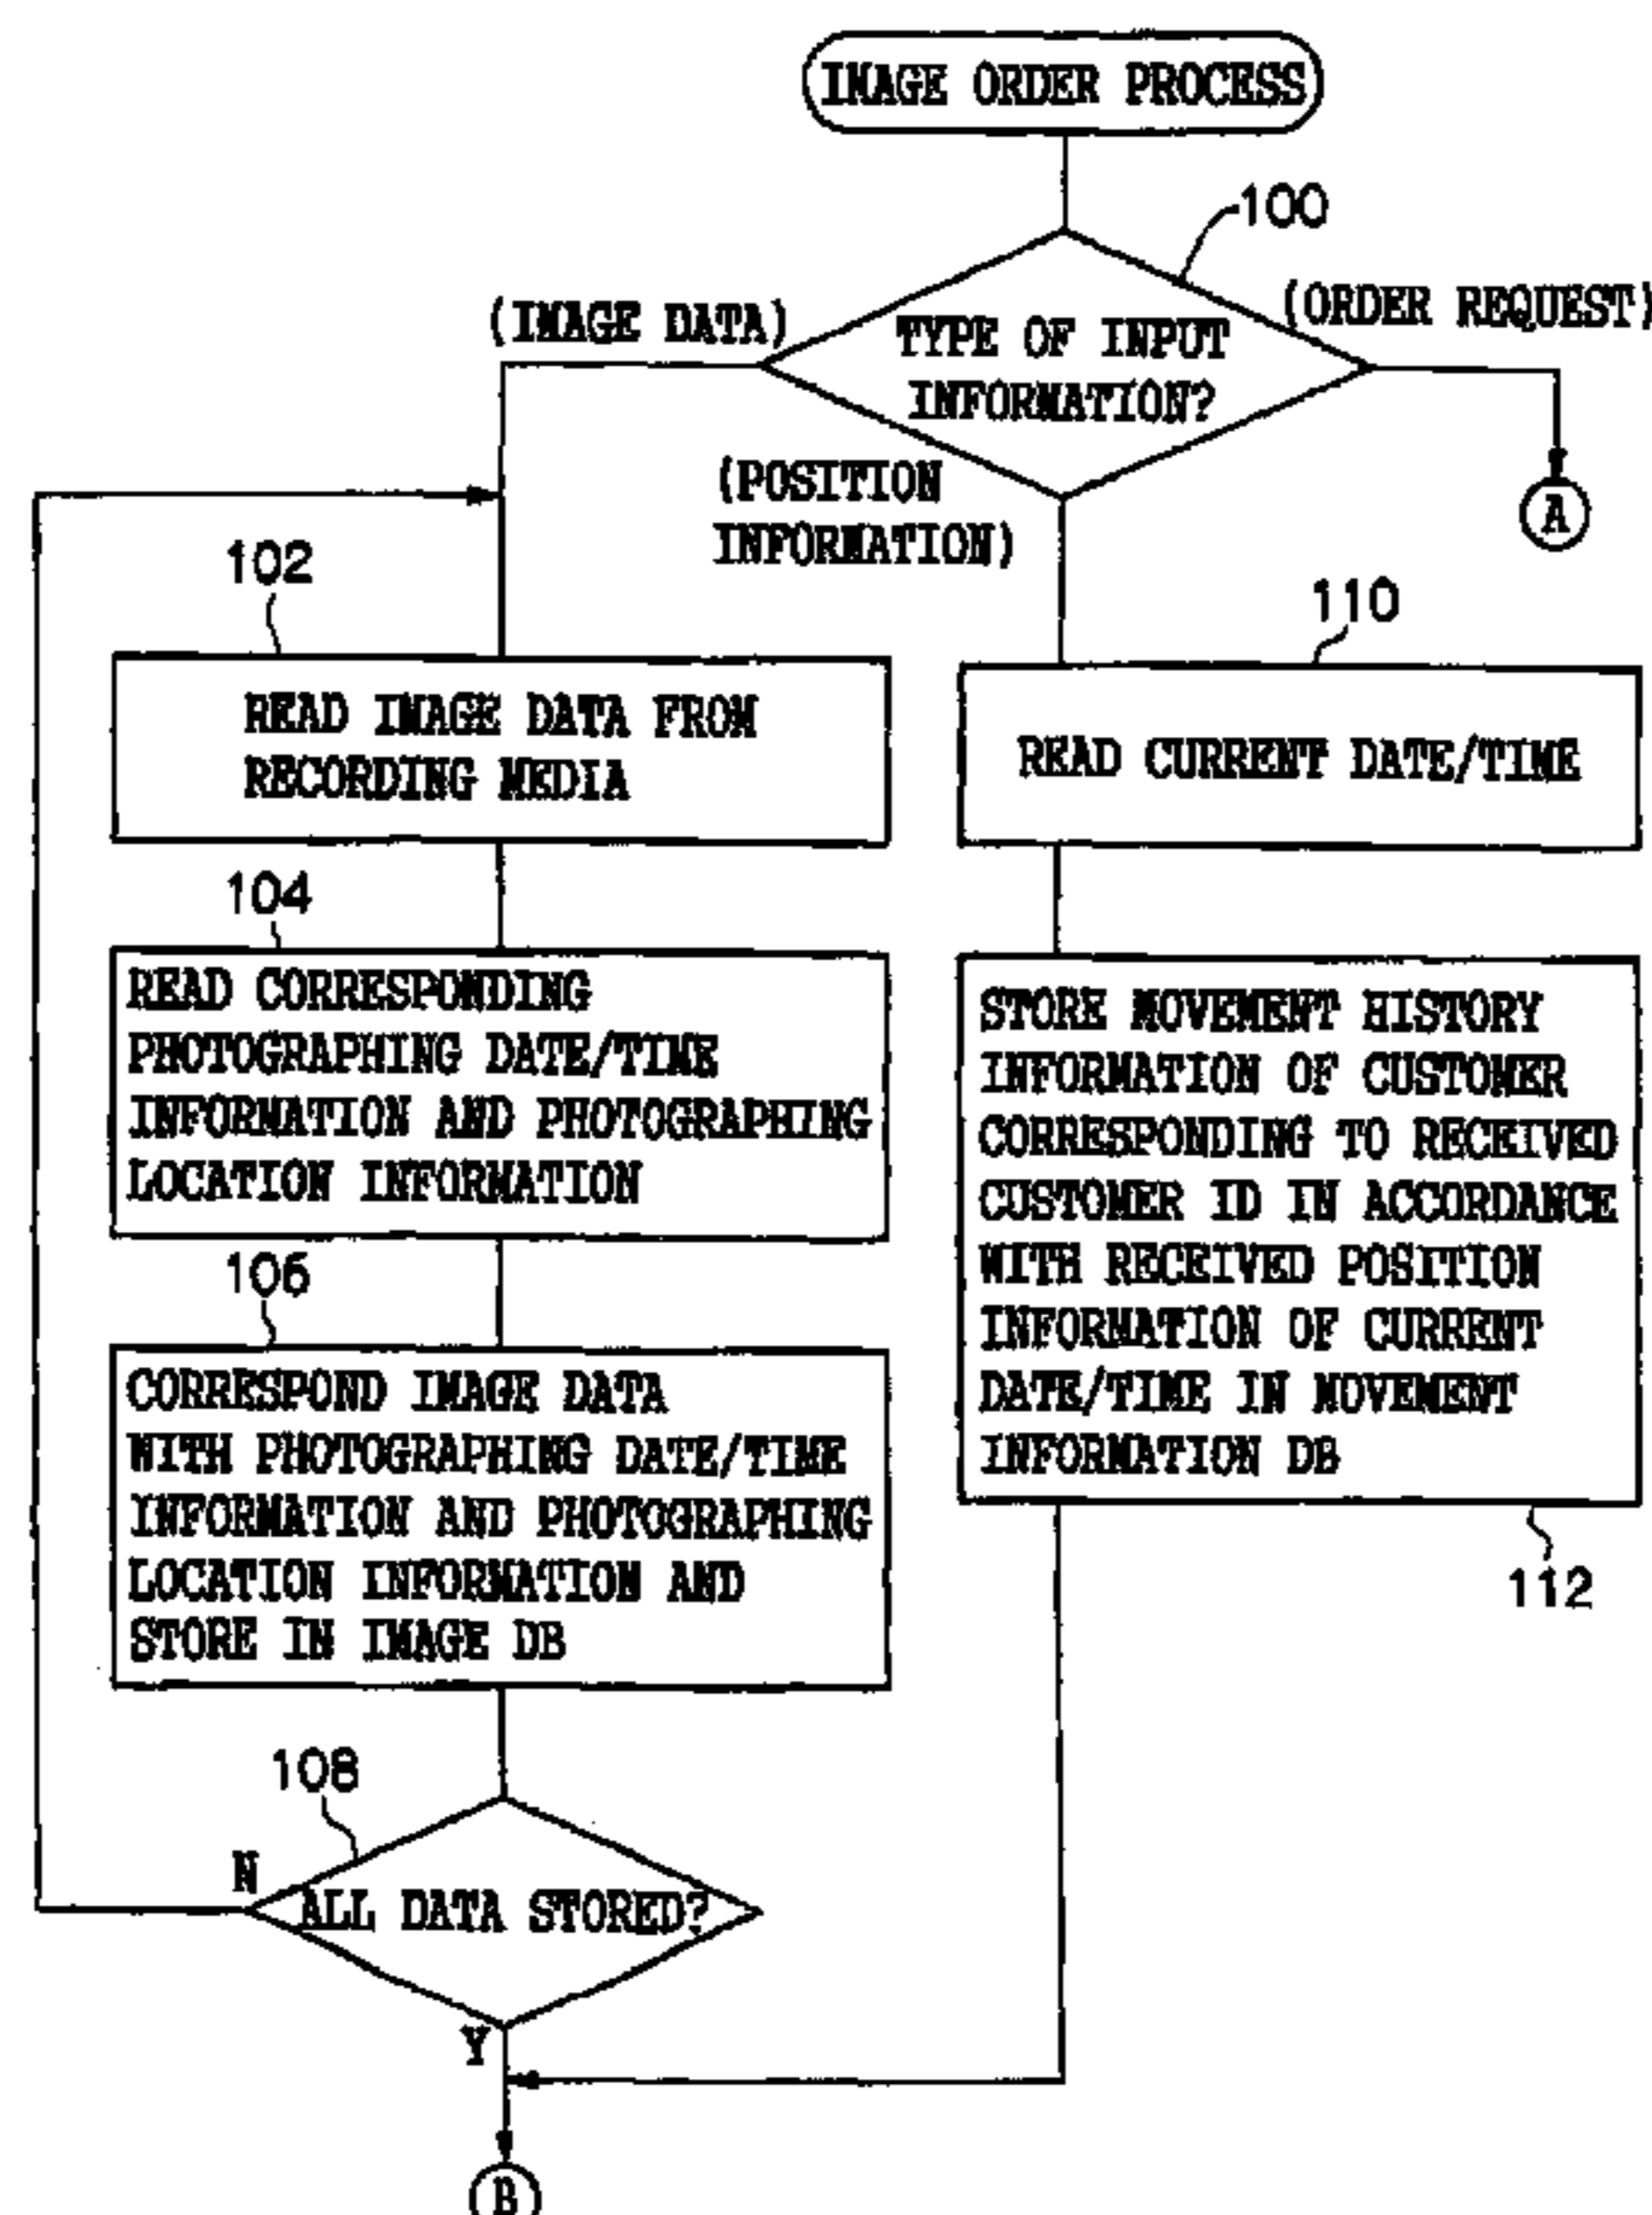 IMAGE ORDER PROCESS
100
(IMAGE DATA)
TYPE OF INPUT
INFORMATION?
(ORDER REQUEST)
(POSITION
INFORMATION)
A
102
READ IMAGE DATA FROM
RECORDING MEDIA
110
READ CURRENT DATE/TIME
104
READ CORRESPONDING
PHOTOGRAPHING DATE/TIME
INFORMATION AND PHOTOGRAPHING
LOCATION INFORMATION
STORE MOVEMENT HISTORY
INFORMATION OF CUSTOMER
CORRESPONDING TO RECEIVED
CUSTOMER ID IN ACCORDANCE
WITH RECEIVED POSITION
INFORMATION OF CURRENT
DATE/TIME IN MOVEMENT
INFORMATION DB
112
106
CORRESPOND IMAGE DATA
WITH PHOTOGRAPHING DATE/TIME
INFORMATION AND PHOTOGRAPHING
LOCATION INFORMATION AND
STORE IN IMAGE DB
108
N
ALL DATA STORED?
Y
B